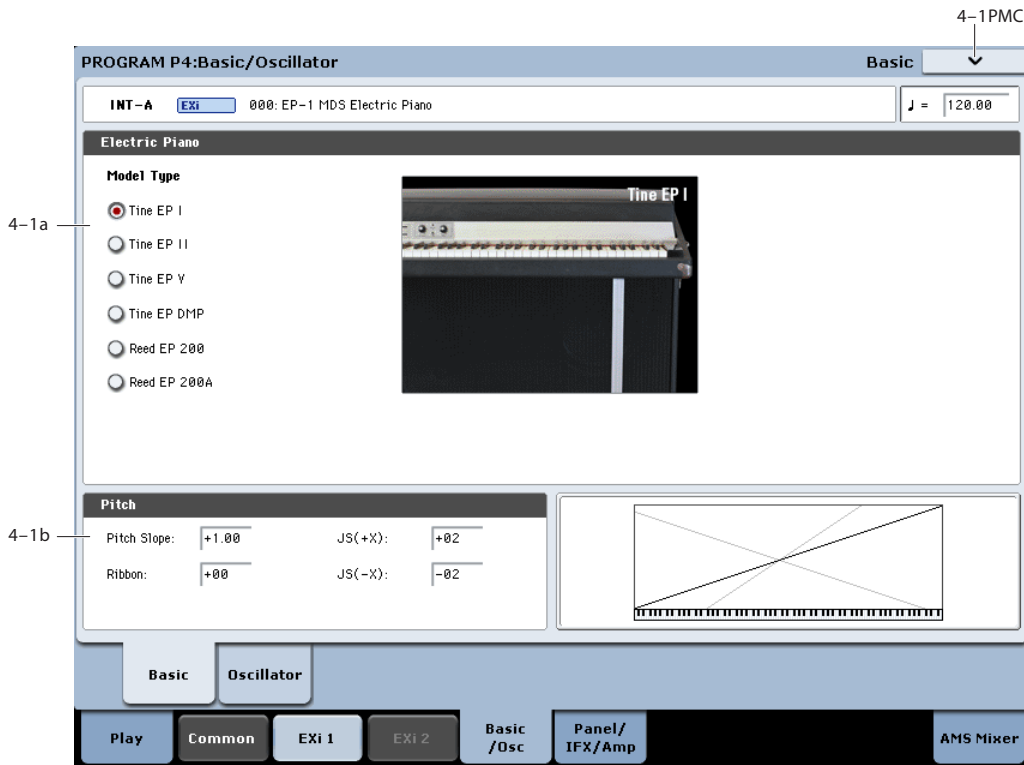 4-1PMC
PROGRAM P4:Basic/Oscillator Basic
INT-A EXi 000: EP-1 MDS Electric Piano ♩ = 120.00
Electric Piano
Model Type
Tine EP I
Tine EP I
4-1a
Tine EP II
Tine EP V
Tine EP DMP
Reed EP 200
Reed EP 200A
Pitch
4-1b
Pitch Slope: +1.00 JS(+X): +02
Ribbon: +00 JS(-X): -02
Basic Oscillator
Play Common EXi 1 EXi 2 Basic /Osc Panel/ IFX/Amp AMS Mixer